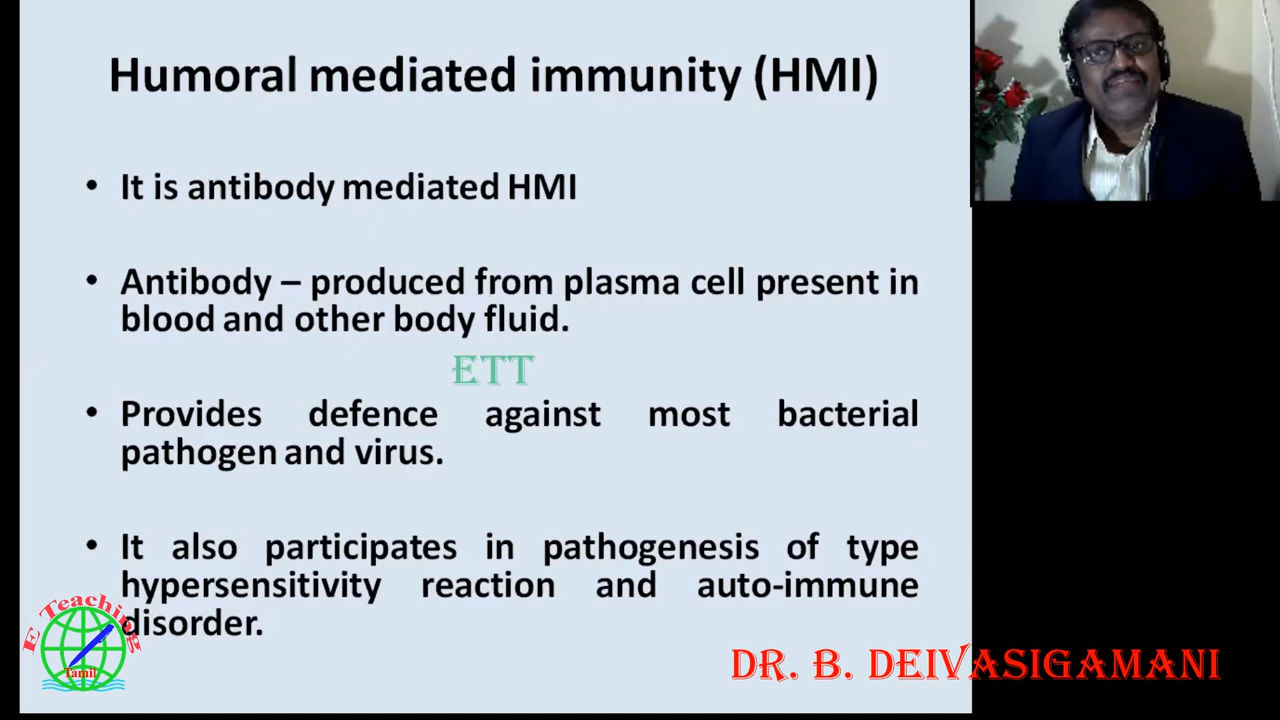 Humoral mediated immunity (HMI)
• It is antibody mediated HMI
• Antibody – produced from plasma cell present in
blood and other body fluid.
ETT
• Provides defence against most bacterial
pathogen and virus.
• It also participates in pathogenesis of type
hypersensitivity reaction and auto-immune
disorder.
E Teaching
Tamil
DR. B. DEIVASIGAMANI